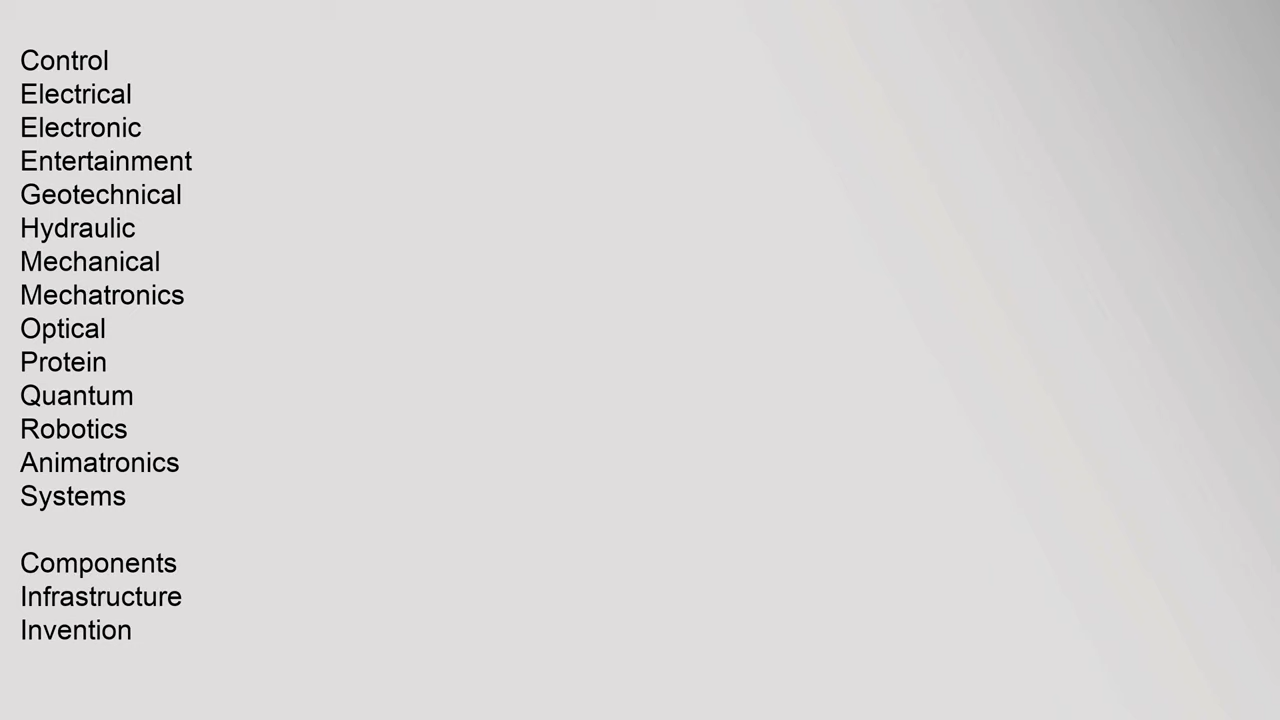 Control
Electrical
Electronic
Entertainment
Geotechnical
Hydraulic
Mechanical
Mechatronics
Optical
Protein
Quantum
Robotics
Animatronics
Systems

Components
Infrastructure
Invention